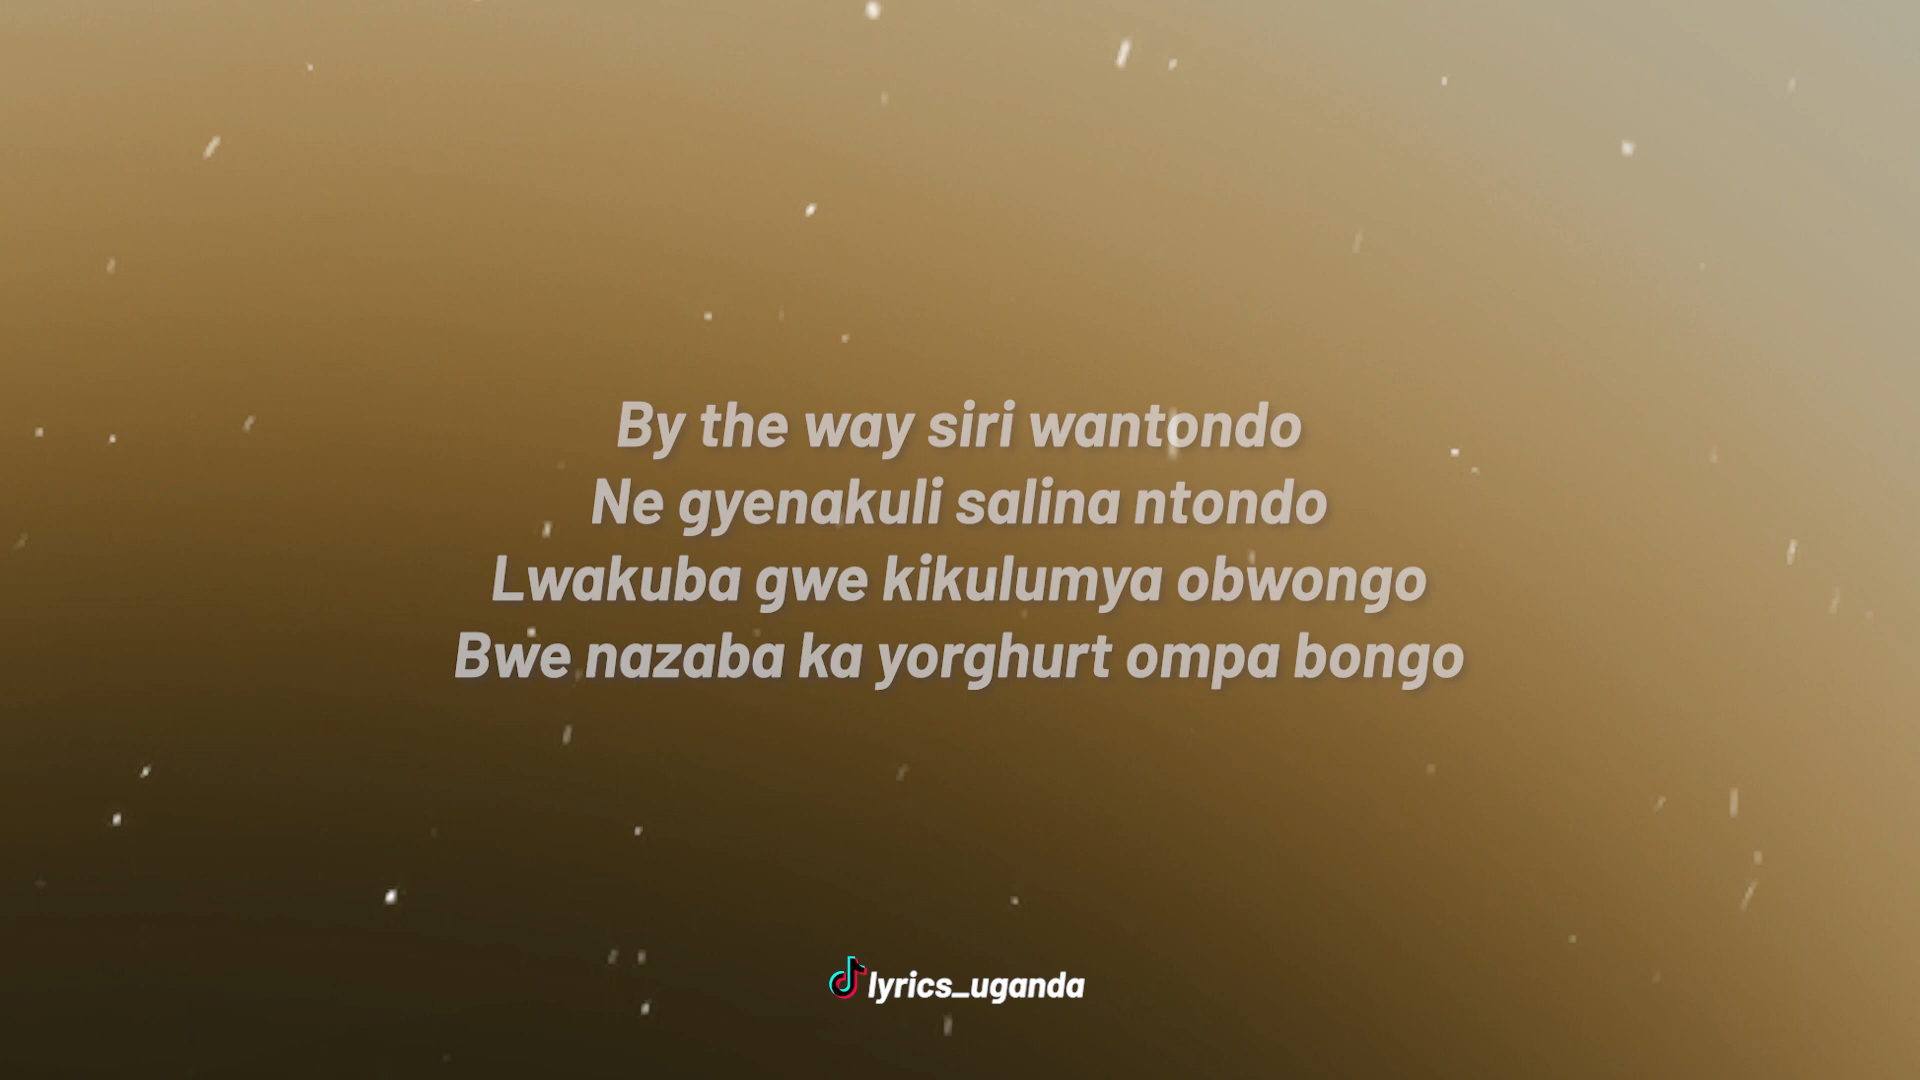 By the way siri wantondo
Ne gyenakuli salina ntondo
Lwakuba gwe kikulumya obwongo
Bwe nazaba ka yorghurt ompa bongo
lyrics_uganda